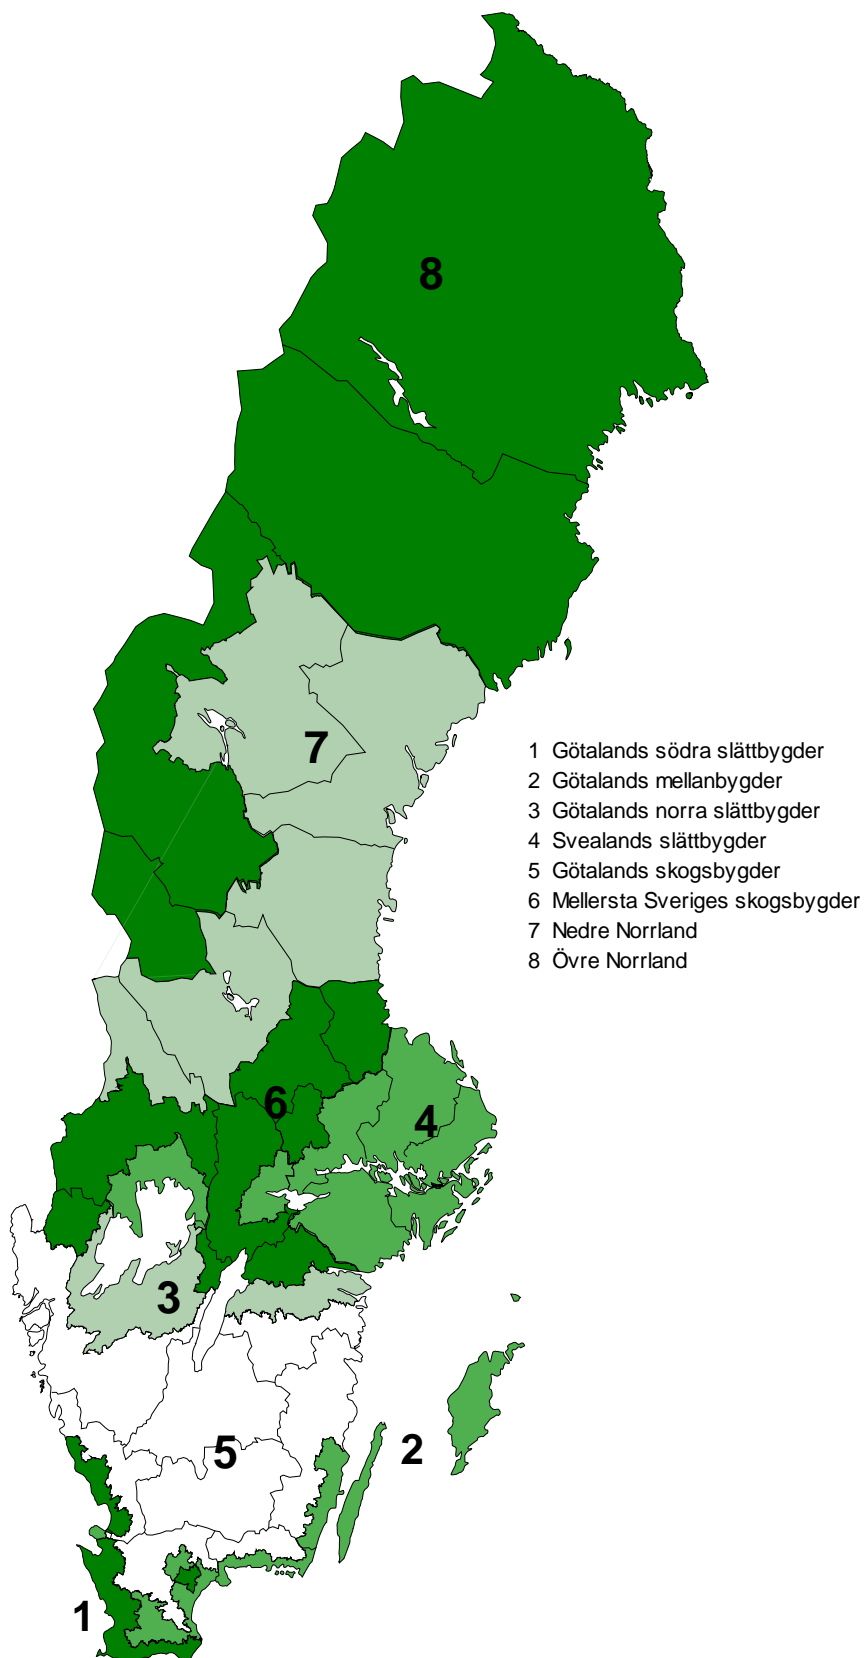 8
7
1 Götalands södra slättbygder
2 Götalands mellanbygder
3 Götalands norra slättbygder
4 Svealands slättbygder
5 Götalands skogsbygder
6 Mellersta Sveriges skogsbygder
7 Nedre Norrland
8 Övre Norrland
6
4
3
2
5
1